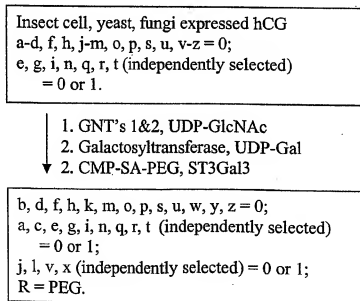 Insect cell, yeast, fungi expressed hCG
a-d, f, h, j-m, o, p, s, u, v-z = 0;
e, g, i, n, q, r, t (independently selected)
= 0 or 1.
1. GNT's 1&2, UDP-GlcNAc
2. Galactosyltransferase, UDP-Gal
2. CMP-SA-PEG, ST3Gal3
b, d, f, h, k, m, o, p, s, u, w, y, z = 0;
a, c, e, g, i, n, q, r, t (independently selected)
= 0 or 1;
j, l, v, x (independently selected) = 0 or 1;
R = PEG.